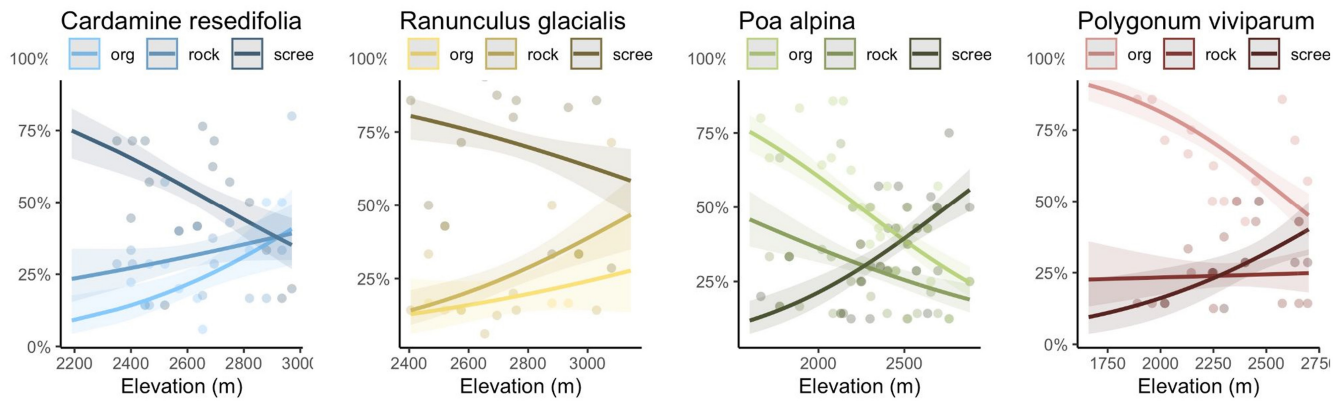 Cardamine resedifolia
100%
org rock scree
75%
50%
25%
0%
2200 2400 2600 2800 3000
Elevation (m)
Ranunculus glacialis
100%
org rock scree
75%
50%
25%
2400 2600 2800 3000
Elevation (m)
Poa alpina
100%
org rock scree
75%
50%
25%
2000 2500
Elevation (m)
Polygonum viviparum
100%
org rock scree
75%
50%
25%
0%
1750 2000 2250 2500 2750
Elevation (m)